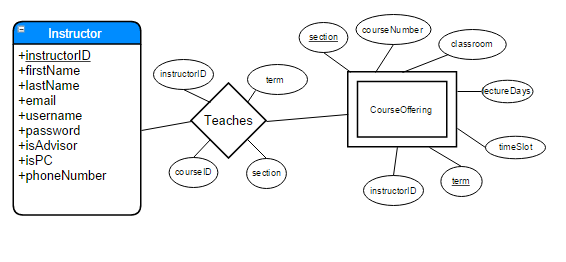 Instructor
+instructorID
+firstName
+lastName
+email
+username
+password
+isAdvisor
+isPC
+phoneNumber
instructorID
term
Teaches
courseID
section
section
courseNumber
classroom
CourseOffering
lectureDays
timeSlot
instructorID
term